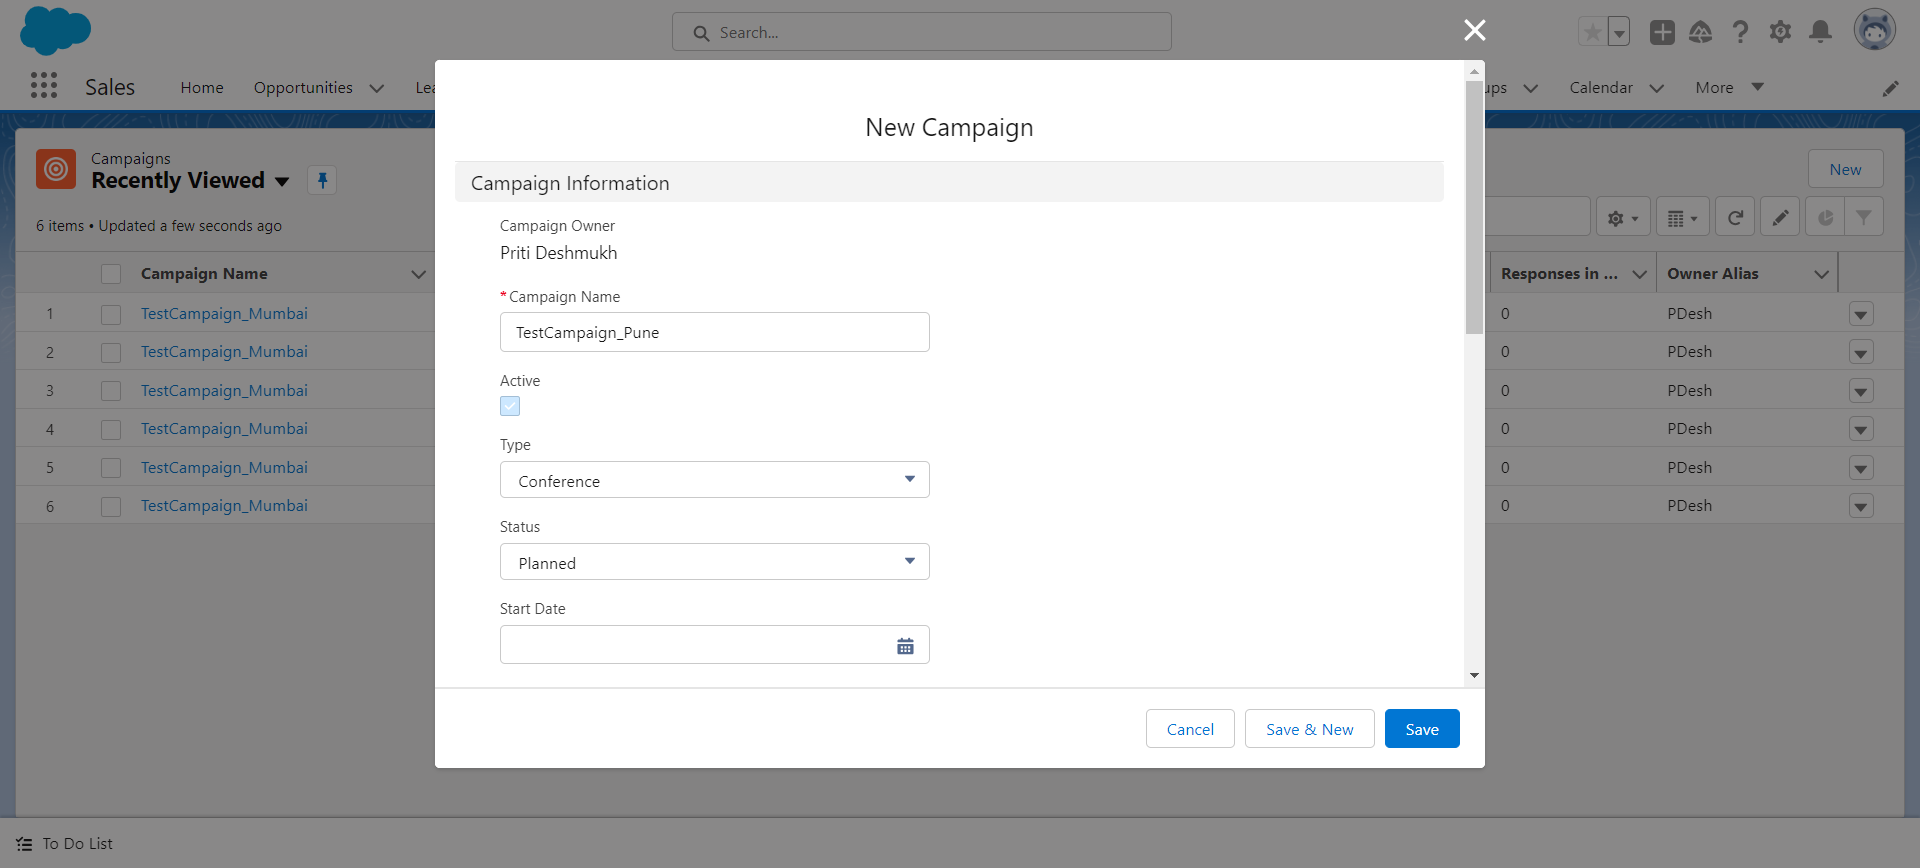 Search...
Sales
Home
Opportunities
Calendar
More
Campaigns
Recently Viewed
New
6 items • Updated a few seconds ago
Campaign Name
Responses in ...
Owner Alias
1 TestCampaign_Mumbai 0 PDesh
2 TestCampaign_Mumbai 0 PDesh
3 TestCampaign_Mumbai 0 PDesh
4 TestCampaign_Mumbai 0 PDesh
5 TestCampaign_Mumbai 0 PDesh
6 TestCampaign_Mumbai 0 PDesh
New Campaign
Campaign Information
Campaign Owner
Priti Deshmukh
*Campaign Name
TestCampaign_Pune
Active
Type
Conference
Status
Planned
Start Date
Cancel
Save & New
Save
To Do List